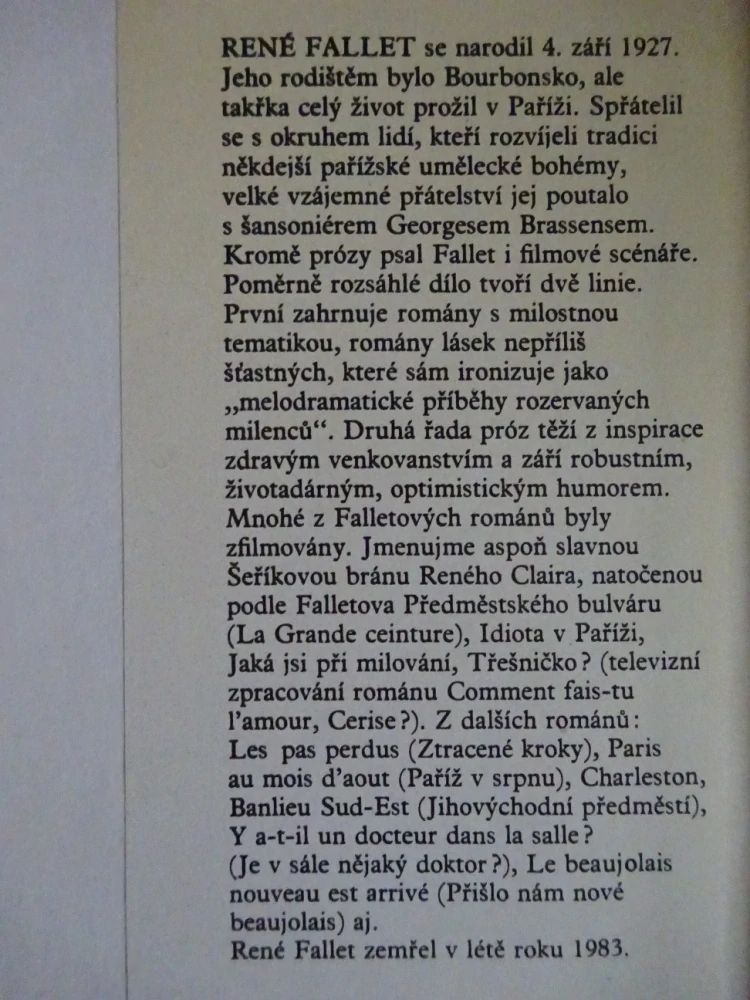 RENÉ FALLET se narodil 4. září 1927.
Jeho rodištěm bylo Bourbonsko, ale
takřka celý život prožil v Paříži. Spřátelil
se s okruhem lidí, kteří rozvíjeli tradici
někdejší pařížské umělecké bohémy,
velké vzájemné přátelství jej poutalo
s šansoniérem Georgesem Brassensem.
Kromě prózy psal Fallet i filmové scénáře.
Poměrně rozsáhlé dílo tvoří dvě linie.
První zahrnuje romány s milostnou
tematikou, romány lásek nepříliš
šťastných, které sám ironizuje jako
„melodramatické příběhy rozervaných
milenců“. Druhá řada próz těží z inspirace
zdravým venkovanstvím a září robustním,
životadárným, optimistickým humorem.
Mnohé z Falletových románů byly
zfilmovány. Jmenujme aspoň slavnou
Šeříkovou bránu Reného Claira, natočenou
podle Falletova Předměstského bulváru
(La Grande ceinture), Idiota v Paříži,
Jaká jsi při milování, Třešničko? (televizní
zpracování románu Comment fais-tu
l'amour, Cerise?). Z dalších románů:
Les pas perdus (Ztracené kroky), Paris
au mois d'aout (Paříž v srpnu), Charleston,
Banlieu Sud-Est (Jihovýchodní předměstí),
Y a-t-il un docteur dans la salle?
(Je v sále nějaký doktor?), Le beaujolais
nouveau est arrivé (Přišlo nám nové
beaujolais) aj.
René Fallet zemřel v létě roku 1983.